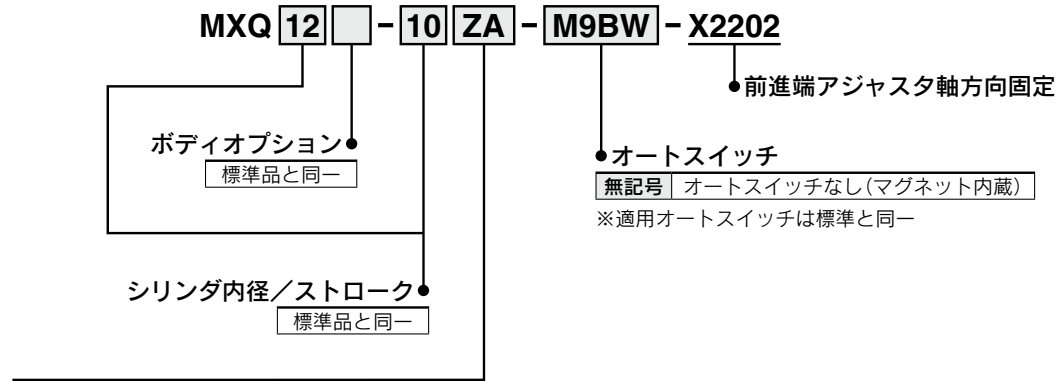 MXQ 12 - 10 ZA - M9BW - X2202
前進端アジャスタ軸方向固定
ボディオプション
標準品と同一
オートスイッチ
無記号 オートスイッチなし(マグネット内蔵)
※適用オートスイッチは標準と同一
シリンダ内径／ストローク
標準品と同一